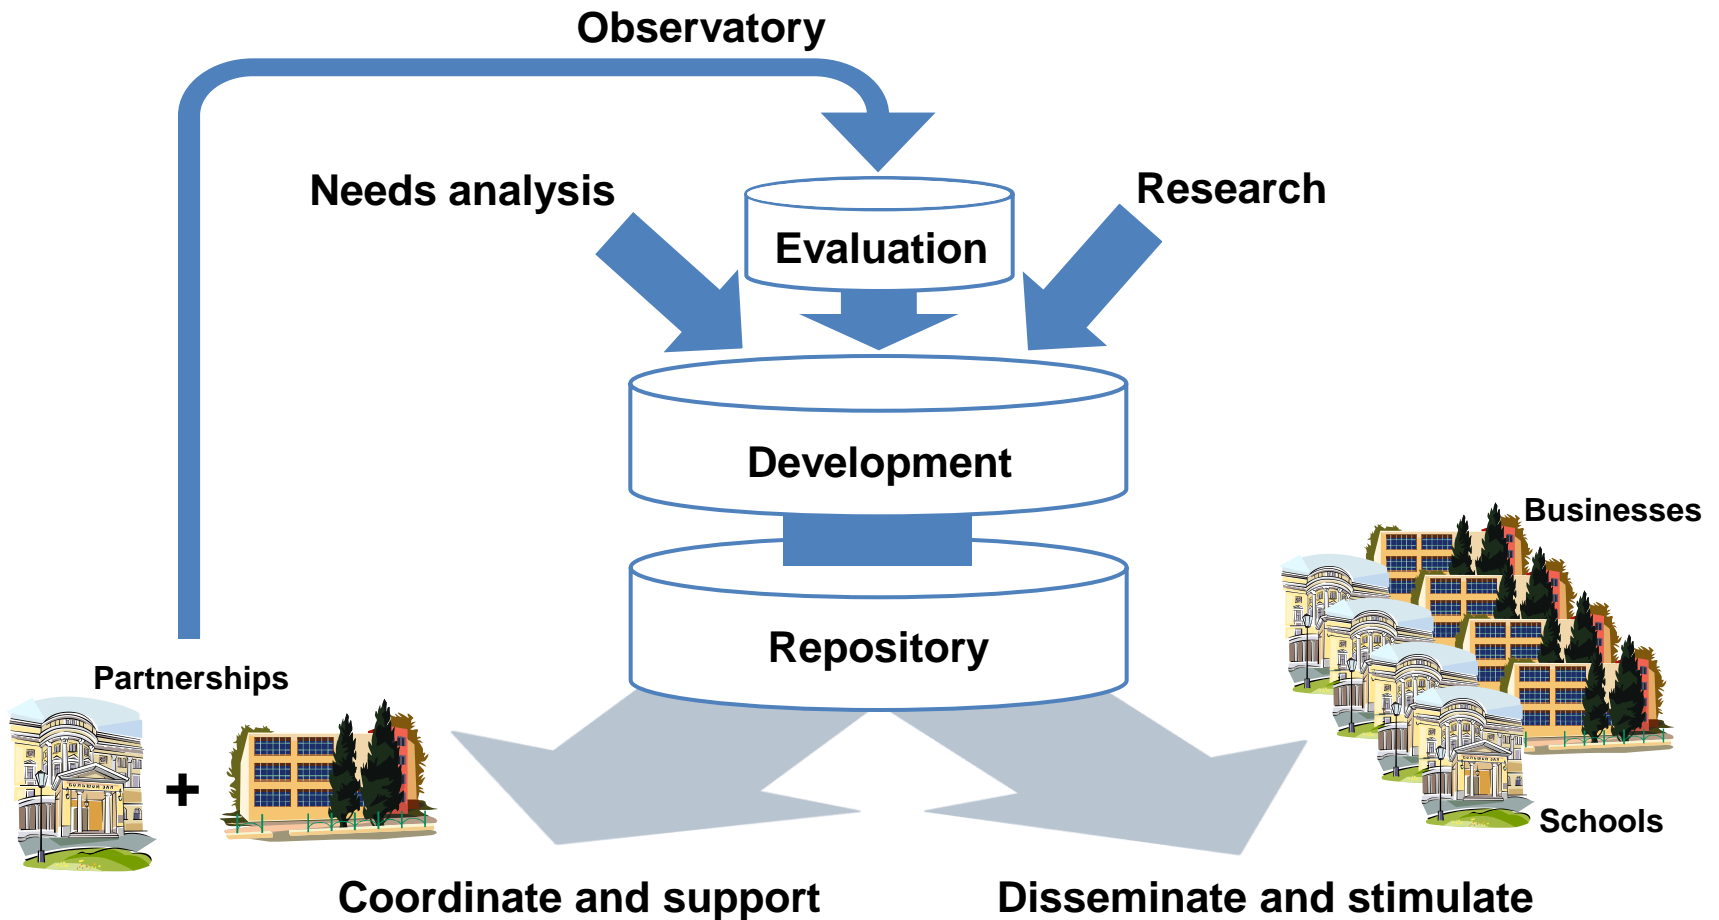 Observatory
Needs analysis
Research
Evaluation
Development
Businesses
Repository
Partnerships
+
Schools
Coordinate and support
Disseminate and stimulate